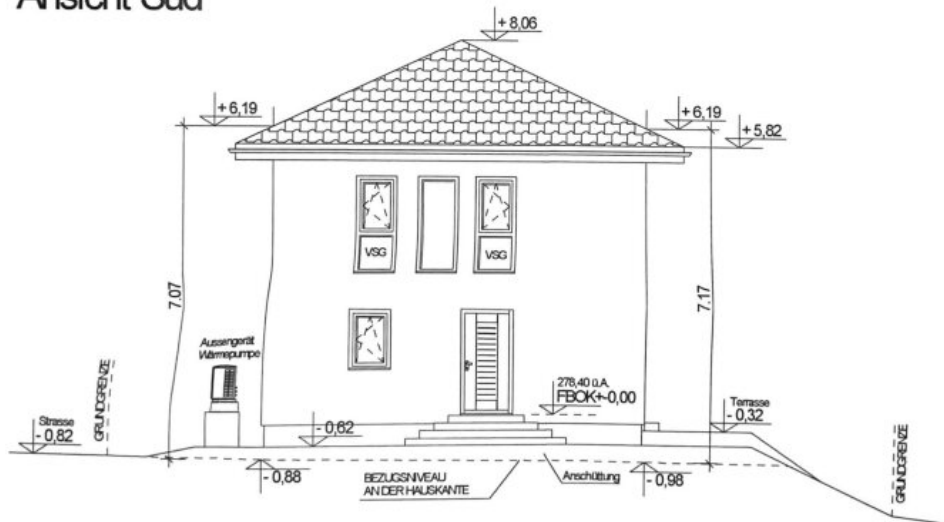 Ansicht Süd
+8,06
+6,19
+6,19
+5,82
VSG
VSG
7.07
7.17
Aussengerät
Wärmepumpe
GRUNDGRENZE
278,40 ü.A.
FBOK+-0,00
Strasse
- 0,82
- 0,62
Terrasse
- 0,32
GRUNDGRENZE
-0,88
BEZUGSNIVEAU
AN DER HAUSKANTE
Anschüttung
-0,98